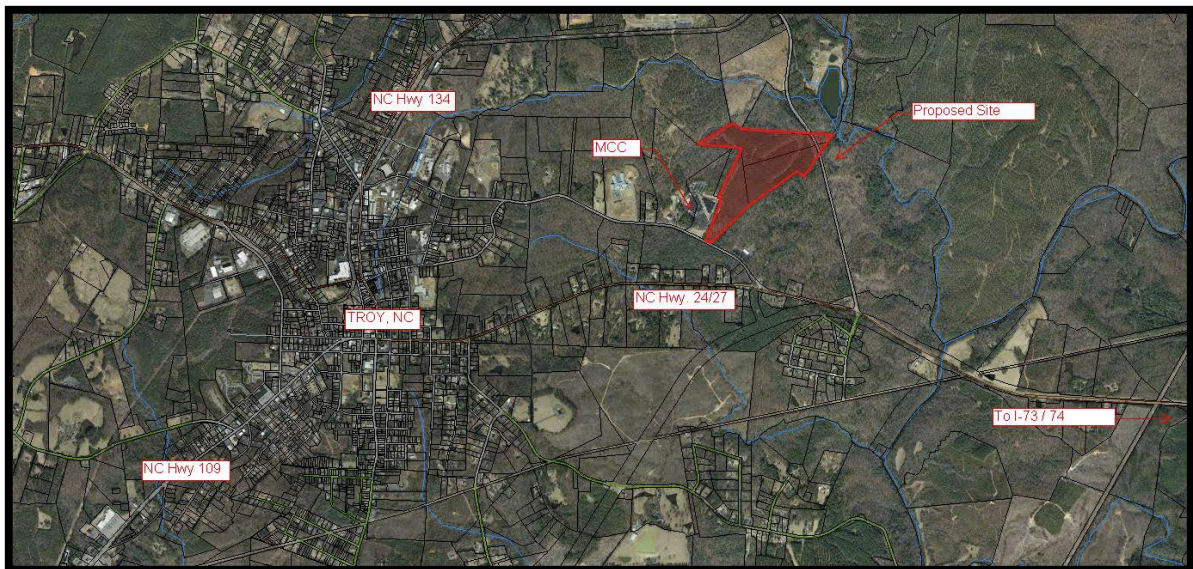 NC Hwy 134
Proposed Site
MCC
NC Hwy. 24/27
TROY, NC
To I-73 / 74
NC Hwy 109